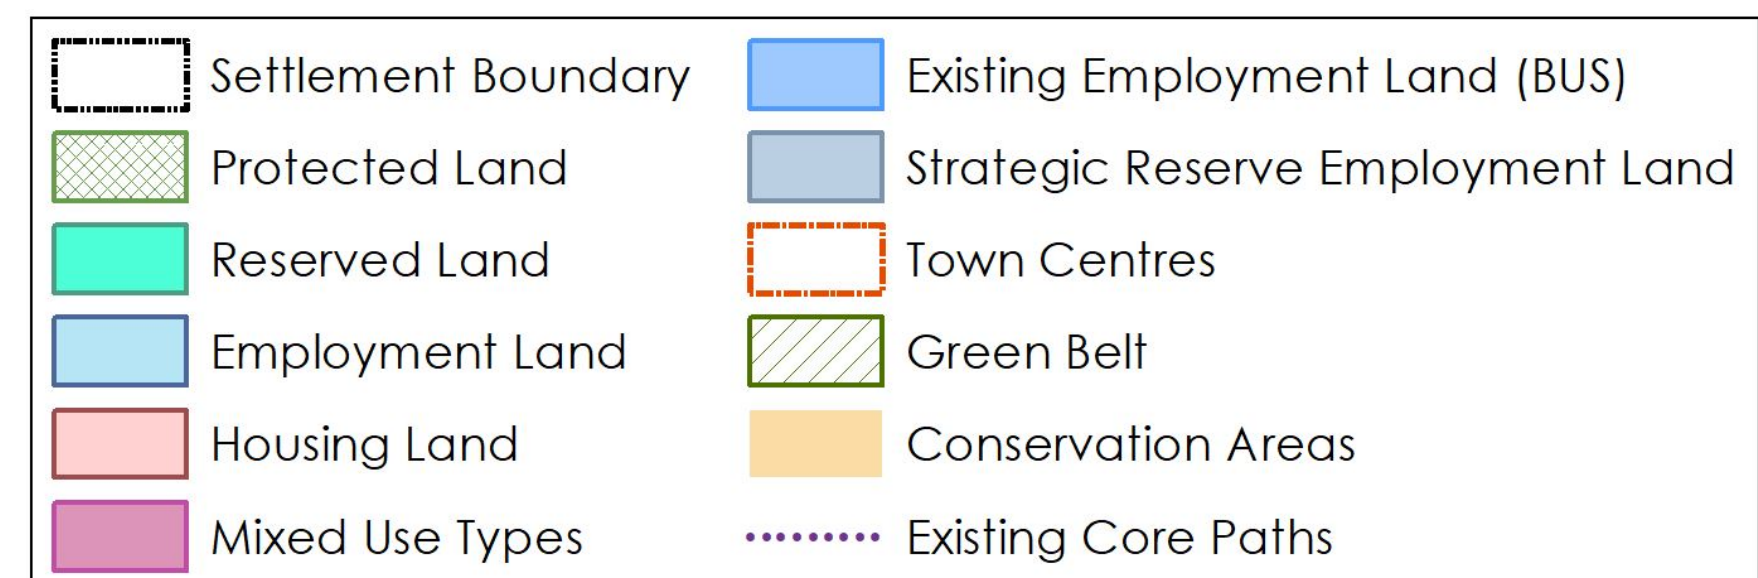 Settlement Boundary
Protected Land
Reserved Land
Employment Land
Housing Land
Mixed Use Types
Existing Employment Land (BUS)
Strategic Reserve Employment Land
Town Centres
Green Belt
Conservation Areas
Existing Core Paths